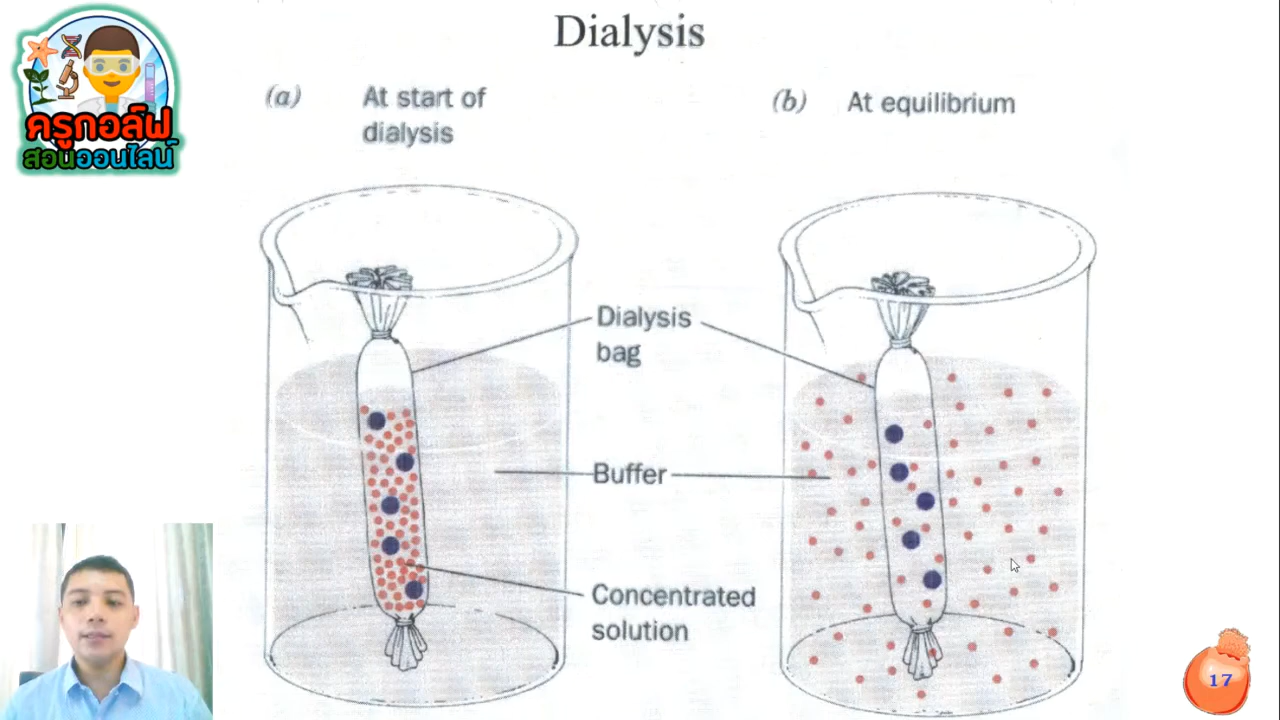 Dialysis
ครูกอล์ฟ
สอนออนไลน์
(a) At start of
dialysis
(b) At equilibrium
Dialysis
bag
Buffer
Concentrated
solution
17